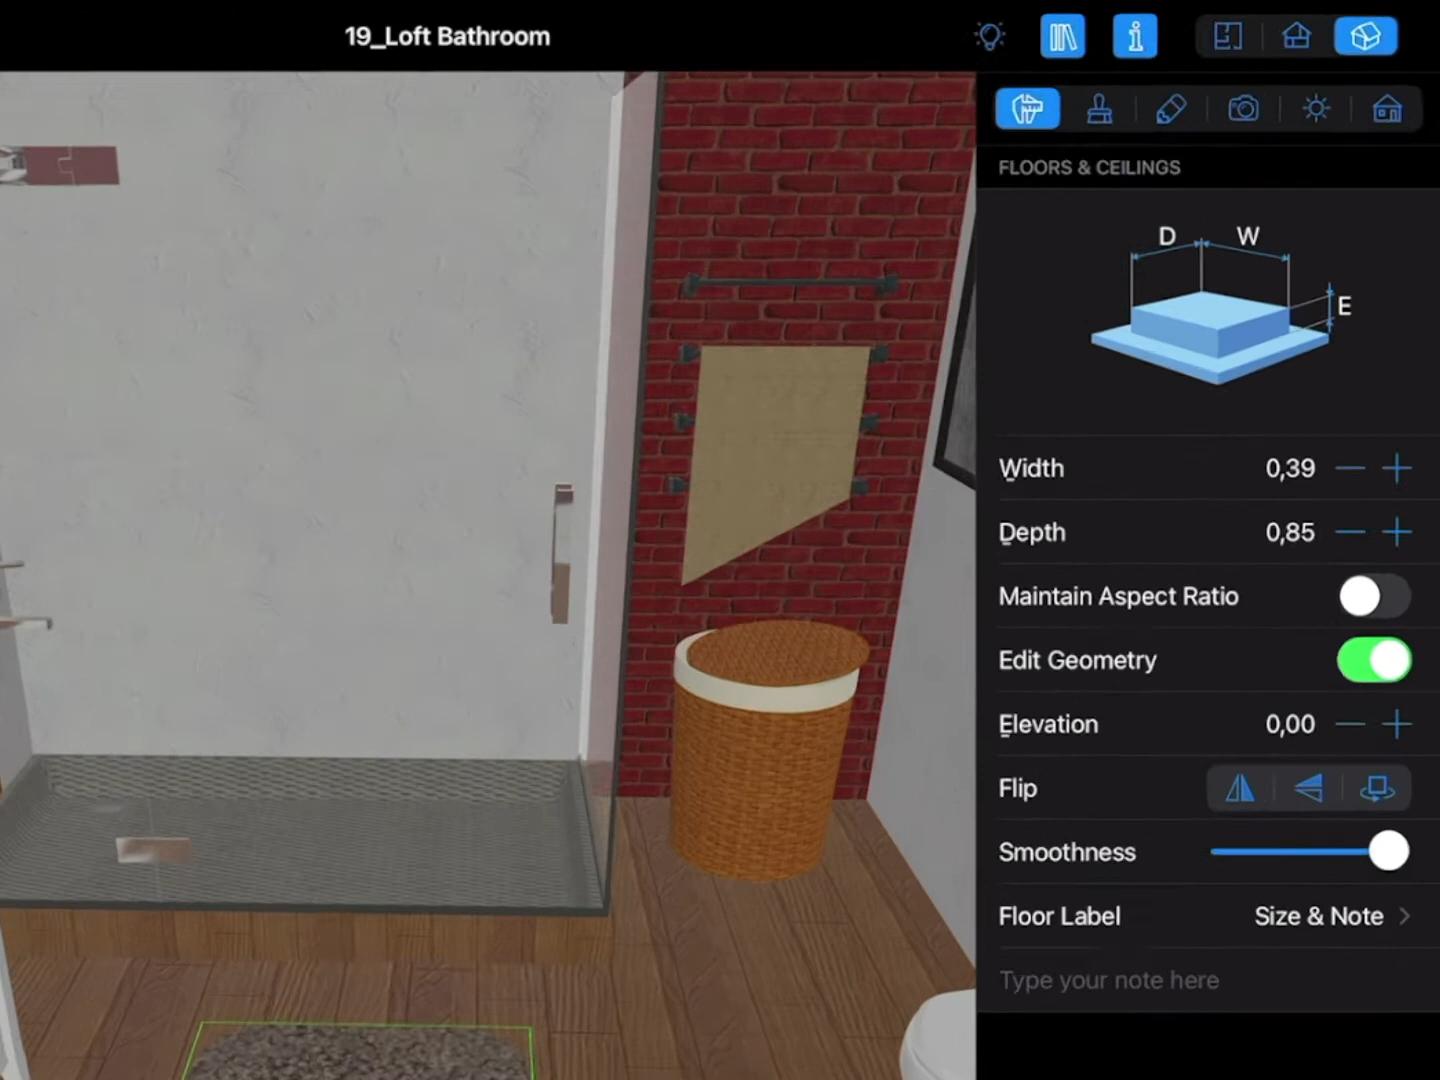 19_Loft Bathroom
FLOORS & CEILINGS
D W
E
Width 0,39
Depth 0,85
Maintain Aspect Ratio
Edit Geometry
Elevation 0,00
Flip
Smoothness
Floor Label Size & Note
Type your note here